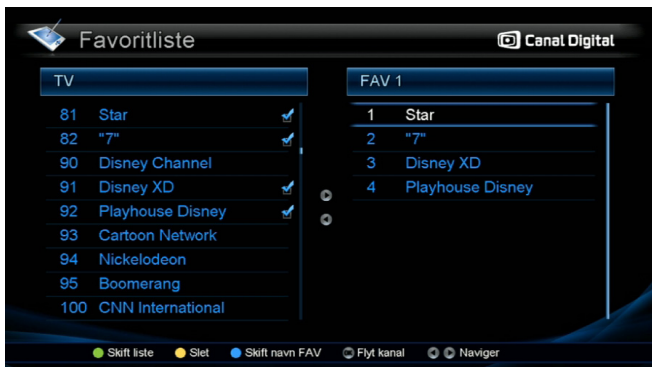 Favoritliste
Canal Digital
TV
81 Star
82 "7"
90 Disney Channel
91 Disney XD
92 Playhouse Disney
93 Cartoon Network
94 Nickelodeon
95 Boomerang
100 CNN International
FAV 1
1 Star
2 "7"
3 Disney XD
4 Playhouse Disney
Skift liste Slet Skift navn FAV Flyt kanal Naviger